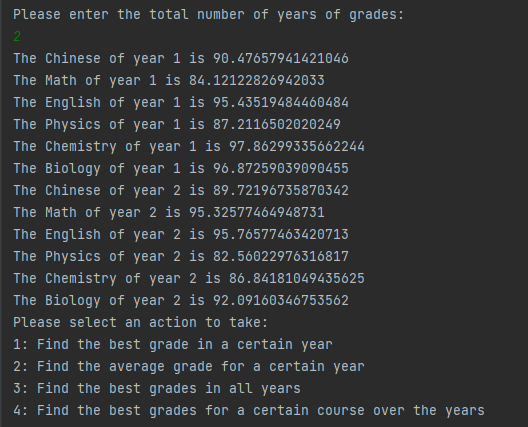 Please enter the total number of years of grades:
2
The Chinese of year 1 is 90.47657941421046
The Math of year 1 is 84.12122826942033
The English of year 1 is 95.43519484460484
The Physics of year 1 is 87.2116502020249
The Chemistry of year 1 is 97.86299335662244
The Biology of year 1 is 96.87259039090455
The Chinese of year 2 is 89.72196735870342
The Math of year 2 is 95.32577464948731
The English of year 2 is 95.76577463420713
The Physics of year 2 is 82.56022976316817
The Chemistry of year 2 is 86.84181049435625
The Biology of year 2 is 92.09160346753562
Please select an action to take:
1: Find the best grade in a certain year
2: Find the average grade for a certain year
3: Find the best grades in all years
4: Find the best grades for a certain course over the years